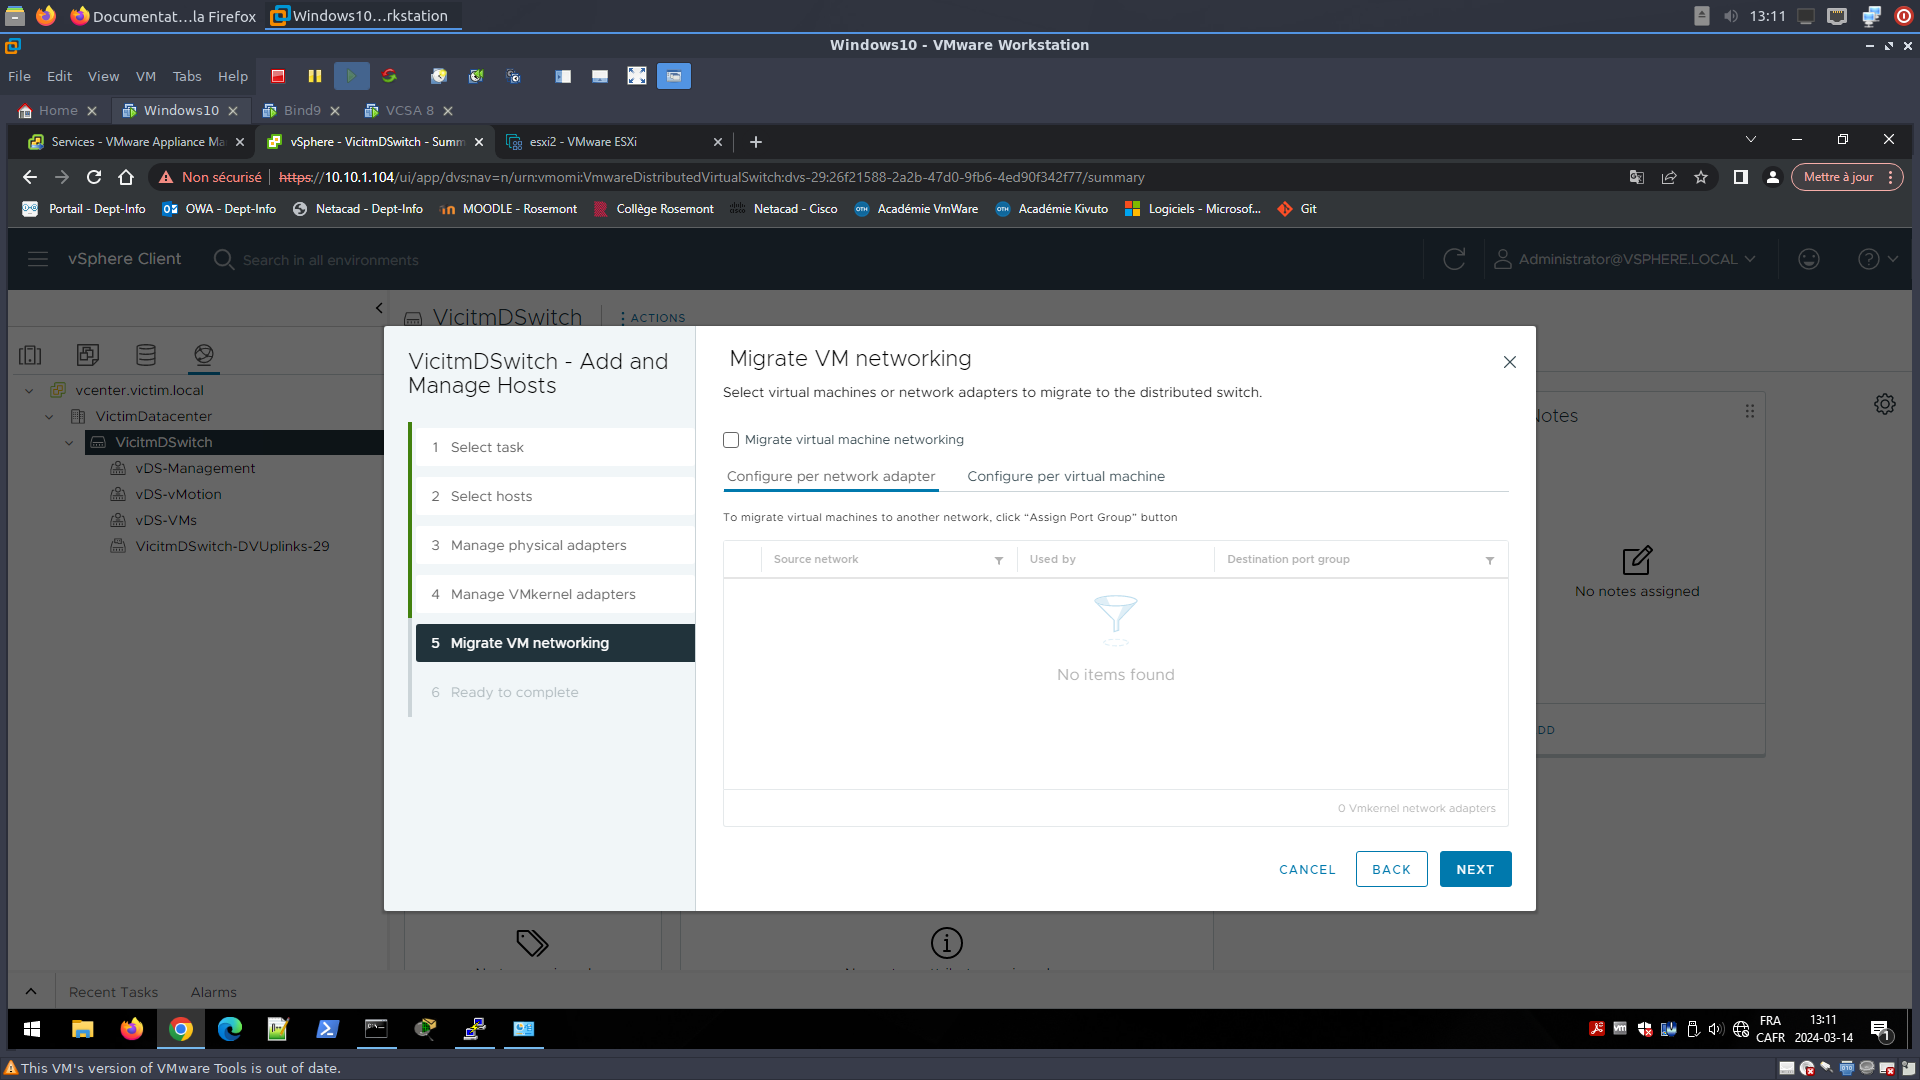 Documentat...la Firefox
Windows10...rkstation
13:11
Windows10 - VMware Workstation
File Edit View VM Tabs Help
Home
Windows10
Bind9
VCSA 8
Services - VMware Appliance Ma
vSphere - VicitmDSwitch - Summ
esxi2 - VMware ESXi
Non sécurisé
https://10.10.1.104/ui/app/dvs;nav=n/urn:vmomi:VmwareDistributedVirtualSwitch:dvs-29:26f21588-2a2b-47d0-9fb6-4ed90f342f77/summary
Mettre à jour
Portail - Dept-Info
OWA - Dept-Info
Netacad - Dept-Info
MOODLE - Rosemont
Collège Rosemont
Netacad - Cisco
Académie VmWare
Académie Kivuto
Logiciels - Microsof...
Git
vSphere Client
Search in all environments
Administrator@VSPHERE.LOCAL
VicitmDSwitch
ACTIONS
vcenter.victim.local
VictimDatacenter
VicitmDSwitch
vDS-Management
vDS-vMotion
vDS-VMs
VicitmDSwitch-DVUplinks-29
VicitmDSwitch - Add and
Manage Hosts
1 Select task
2 Select hosts
3 Manage physical adapters
4 Manage VMkernel adapters
5 Migrate VM networking
6 Ready to complete
Migrate VM networking
Select virtual machines or network adapters to migrate to the distributed switch.
Migrate virtual machine networking
Configure per network adapter
Configure per virtual machine
To migrate virtual machines to another network, click “Assign Port Group” button
Source network
Used by
Destination port group
No items found
0 Vmkernel network adapters
CANCEL
BACK
NEXT
No notes assigned
Recent Tasks
Alarms
FRA
CAFR
13:11
2024-03-14
1
This VM's version of VMware Tools is out of date.